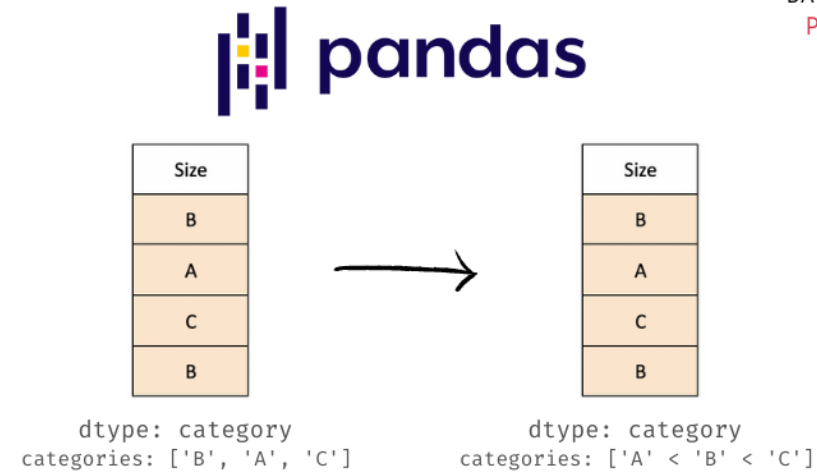 pandas
Size
B
A
C
B
dtype: category
categories: ['B', 'A', 'C']
Size
B
A
C
B
dtype: category
categories: ['A' < 'B' < 'C']